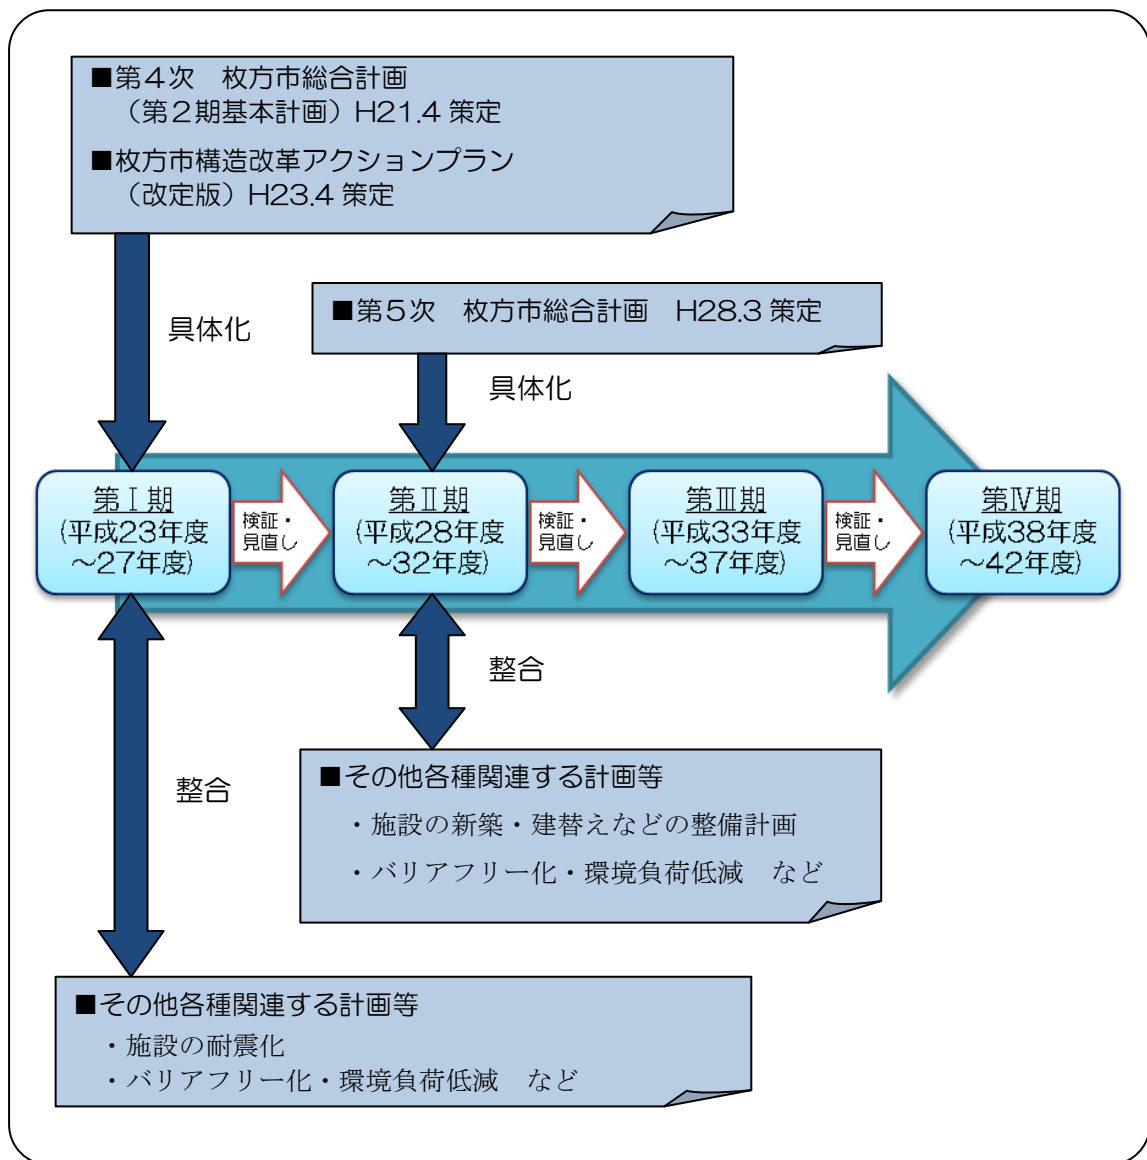 ■第4次　枚方市総合計画
（第2期基本計画）H21.4 策定
■枚方市構造改革アクションプラン
（改定版）H23.4 策定
具体化
■第5次　枚方市総合計画　H28.3 策定
具体化
第Ⅰ期
(平成23年度
～27年度)
検証・
見直し
第Ⅱ期
(平成28年度
～32年度)
検証・
見直し
第Ⅲ期
(平成33年度
～37年度)
検証・
見直し
第Ⅳ期
(平成38年度
～42年度)
整合
整合
■その他各種関連する計画等
・施設の新築・建替えなどの整備計画
・バリアフリー化・環境負荷低減　など
■その他各種関連する計画等
・施設の耐震化
・バリアフリー化・環境負荷低減　など